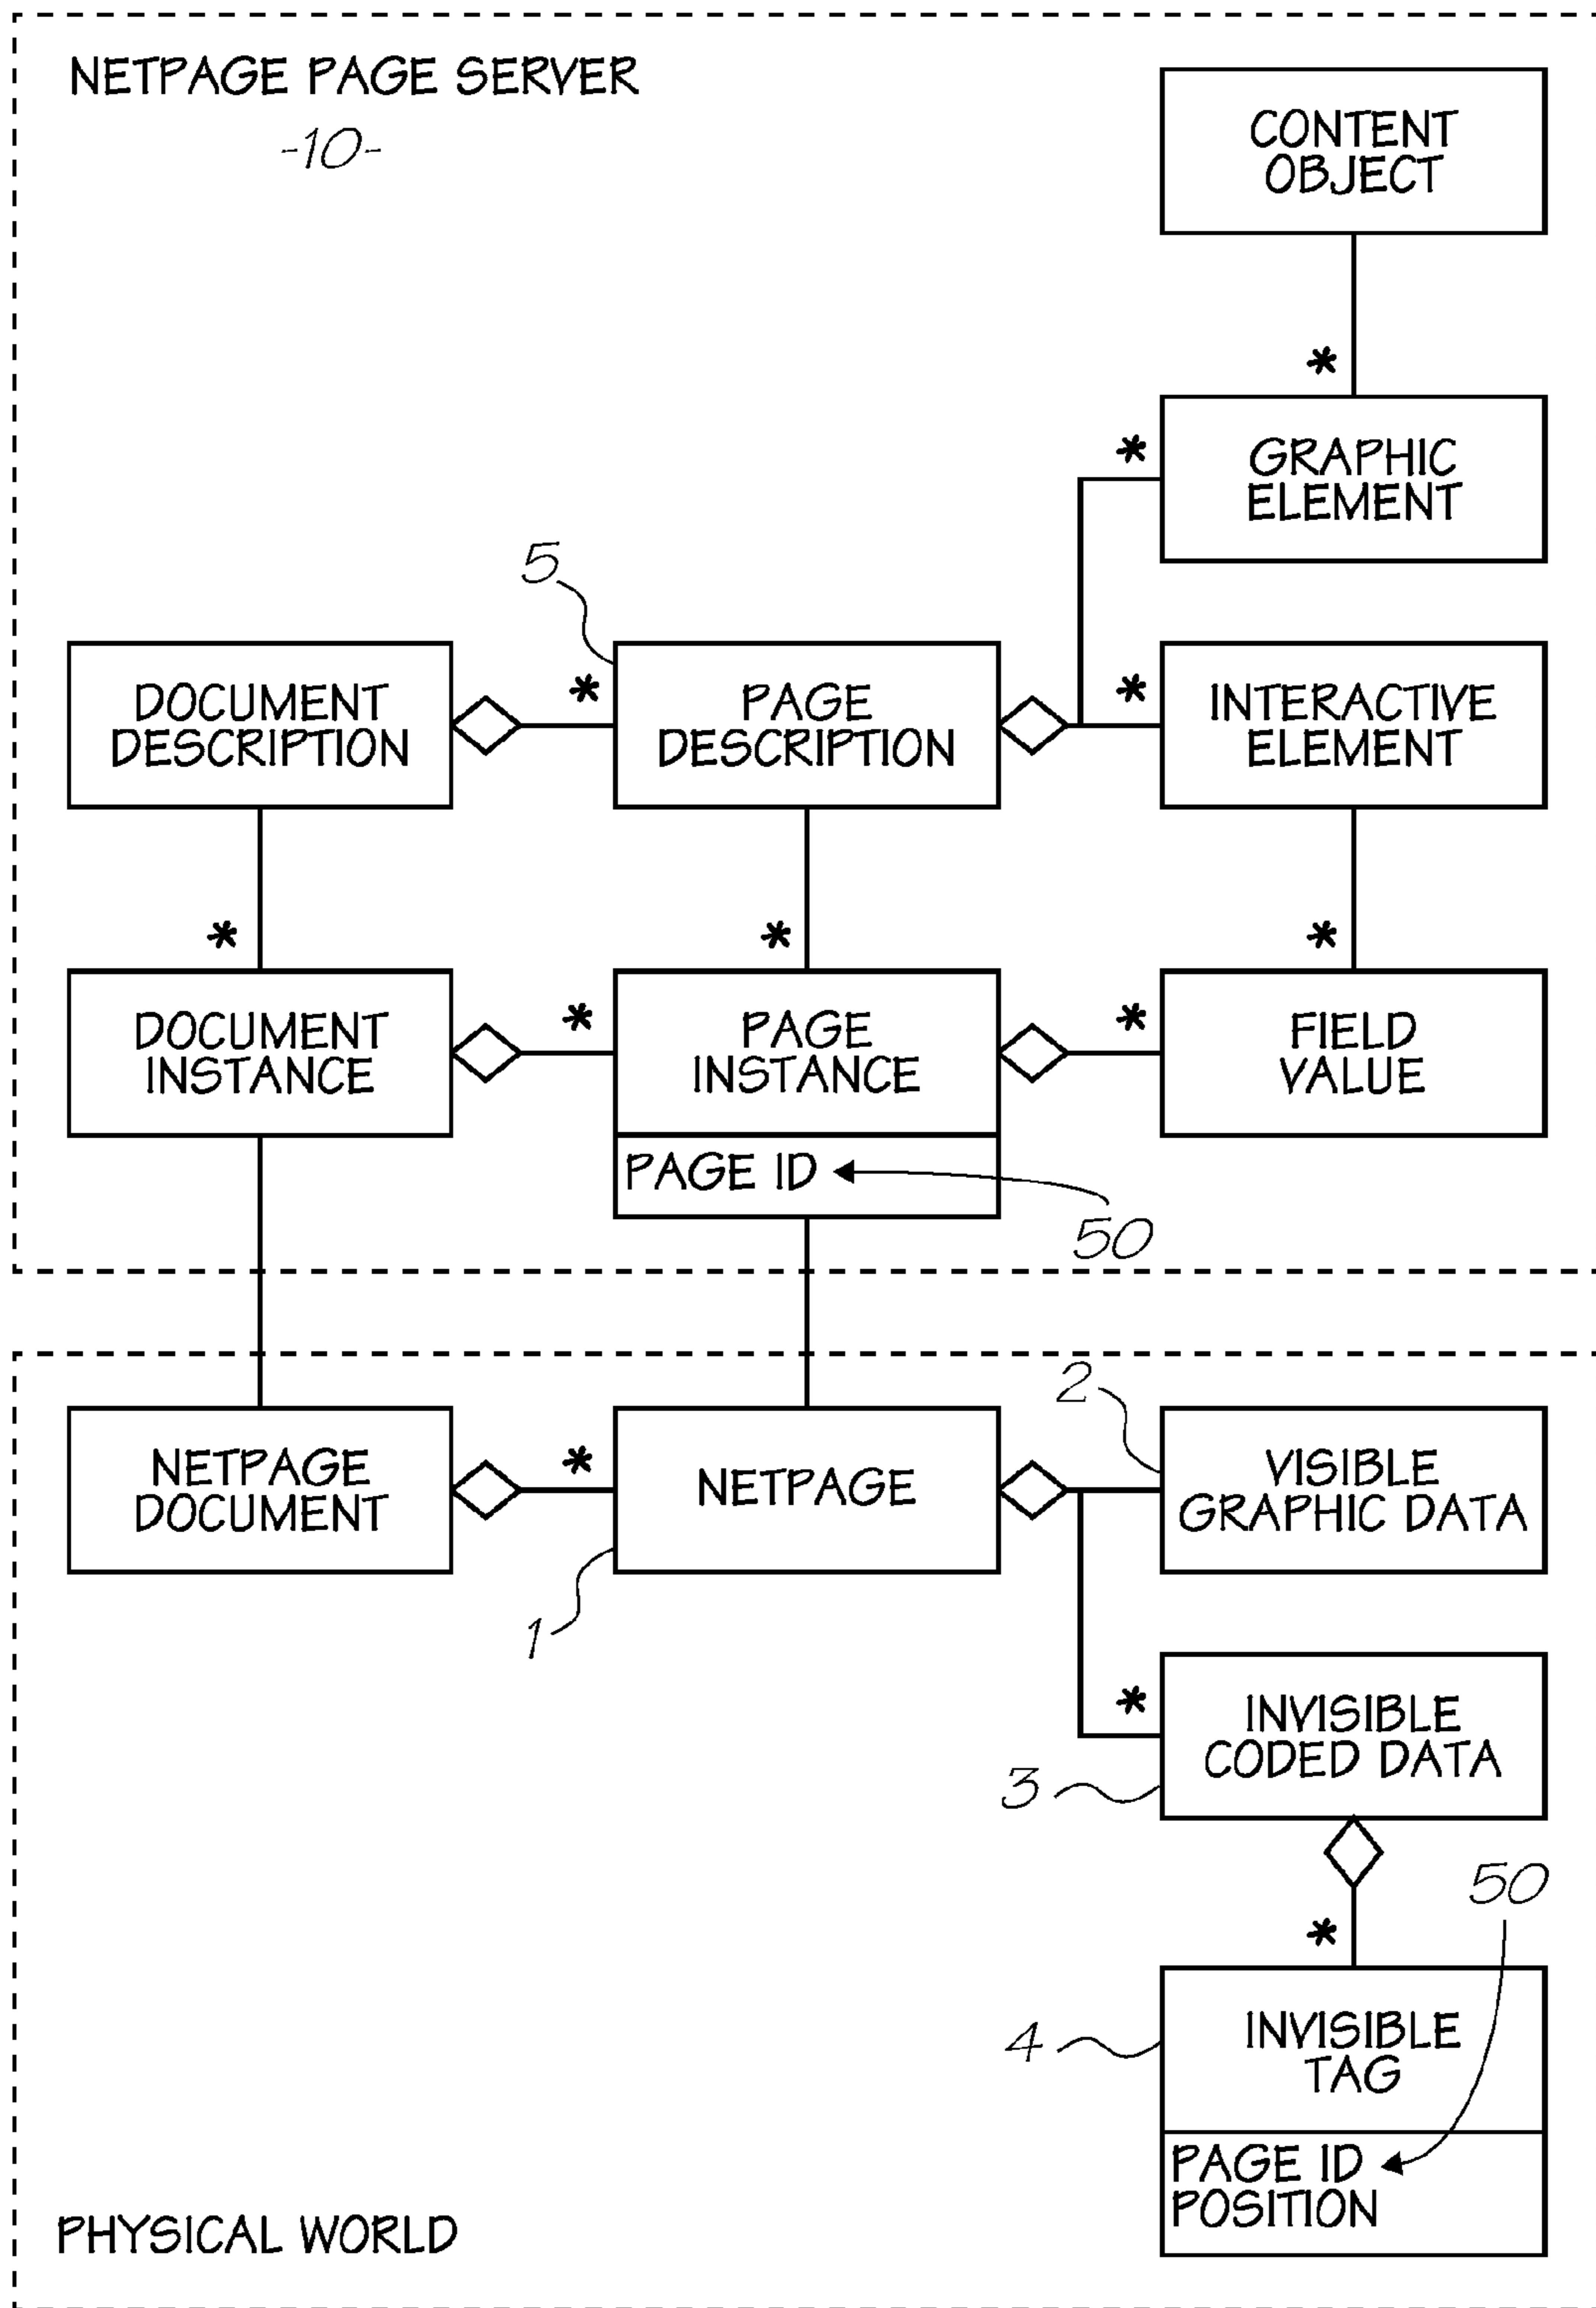 NETPAGE PAGE SERVER
-10-
CONTENT
OBJECT
*
*
GRAPHIC
ELEMENT
5
DOCUMENT
DESCRIPTION
*
PAGE
DESCRIPTION
*
INTERACTIVE
ELEMENT
*
*
*
DOCUMENT
INSTANCE
*
PAGE
INSTANCE
*
FIELD
VALUE
PAGE ID
50
2
NETPAGE
DOCUMENT
*
NETPAGE
VISIBLE
GRAPHIC DATA
1
*
INVISIBLE
CODED DATA
3
50
*
4
INVISIBLE
TAG
PAGE ID
POSITION
PHYSICAL WORLD